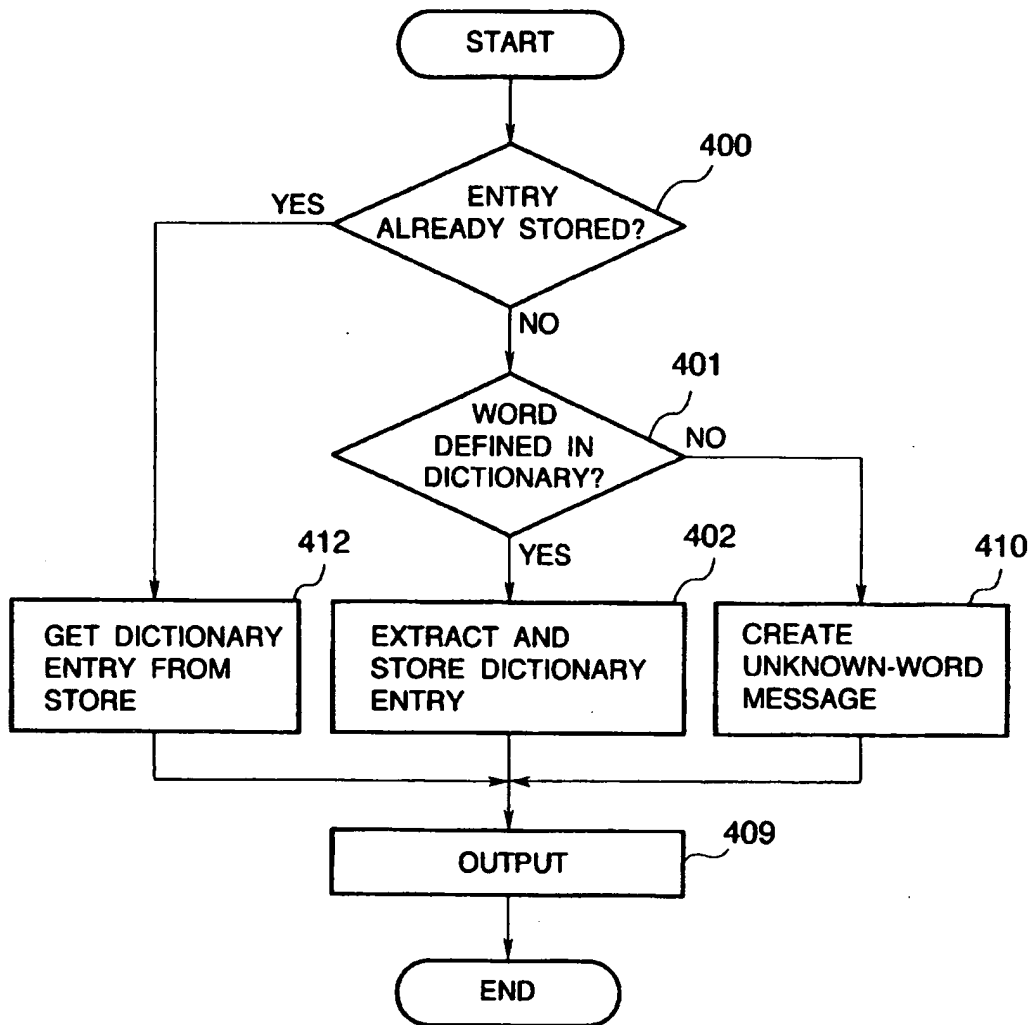 START
400
ENTRY
ALREADY STORED?
YES
NO
401
WORD
DEFINED IN
DICTIONARY?
NO
YES
412
GET DICTIONARY
ENTRY FROM
STORE
402
EXTRACT AND
STORE DICTIONARY
ENTRY
410
CREATE
UNKNOWN-WORD
MESSAGE
409
OUTPUT
END